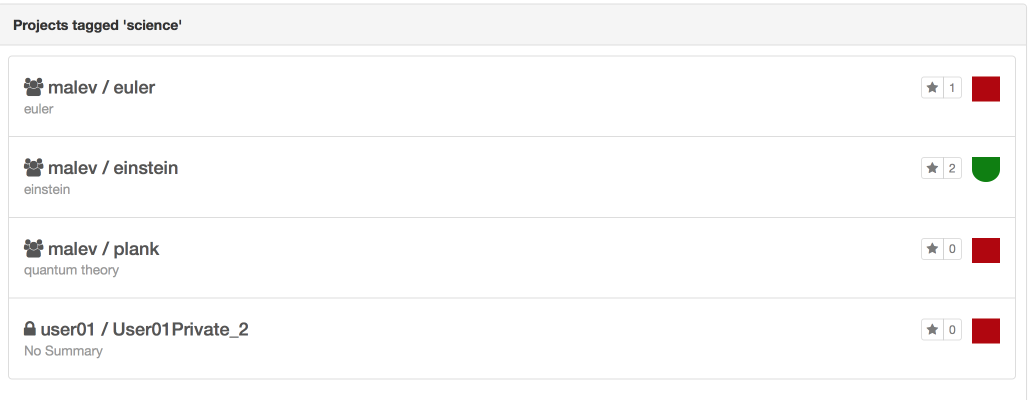 Projects tagged 'science'
malev / euler
1
euler
malev / einstein
2
einstein
malev / plank
0
quantum theory
user01 / User01Private_2
0
No Summary